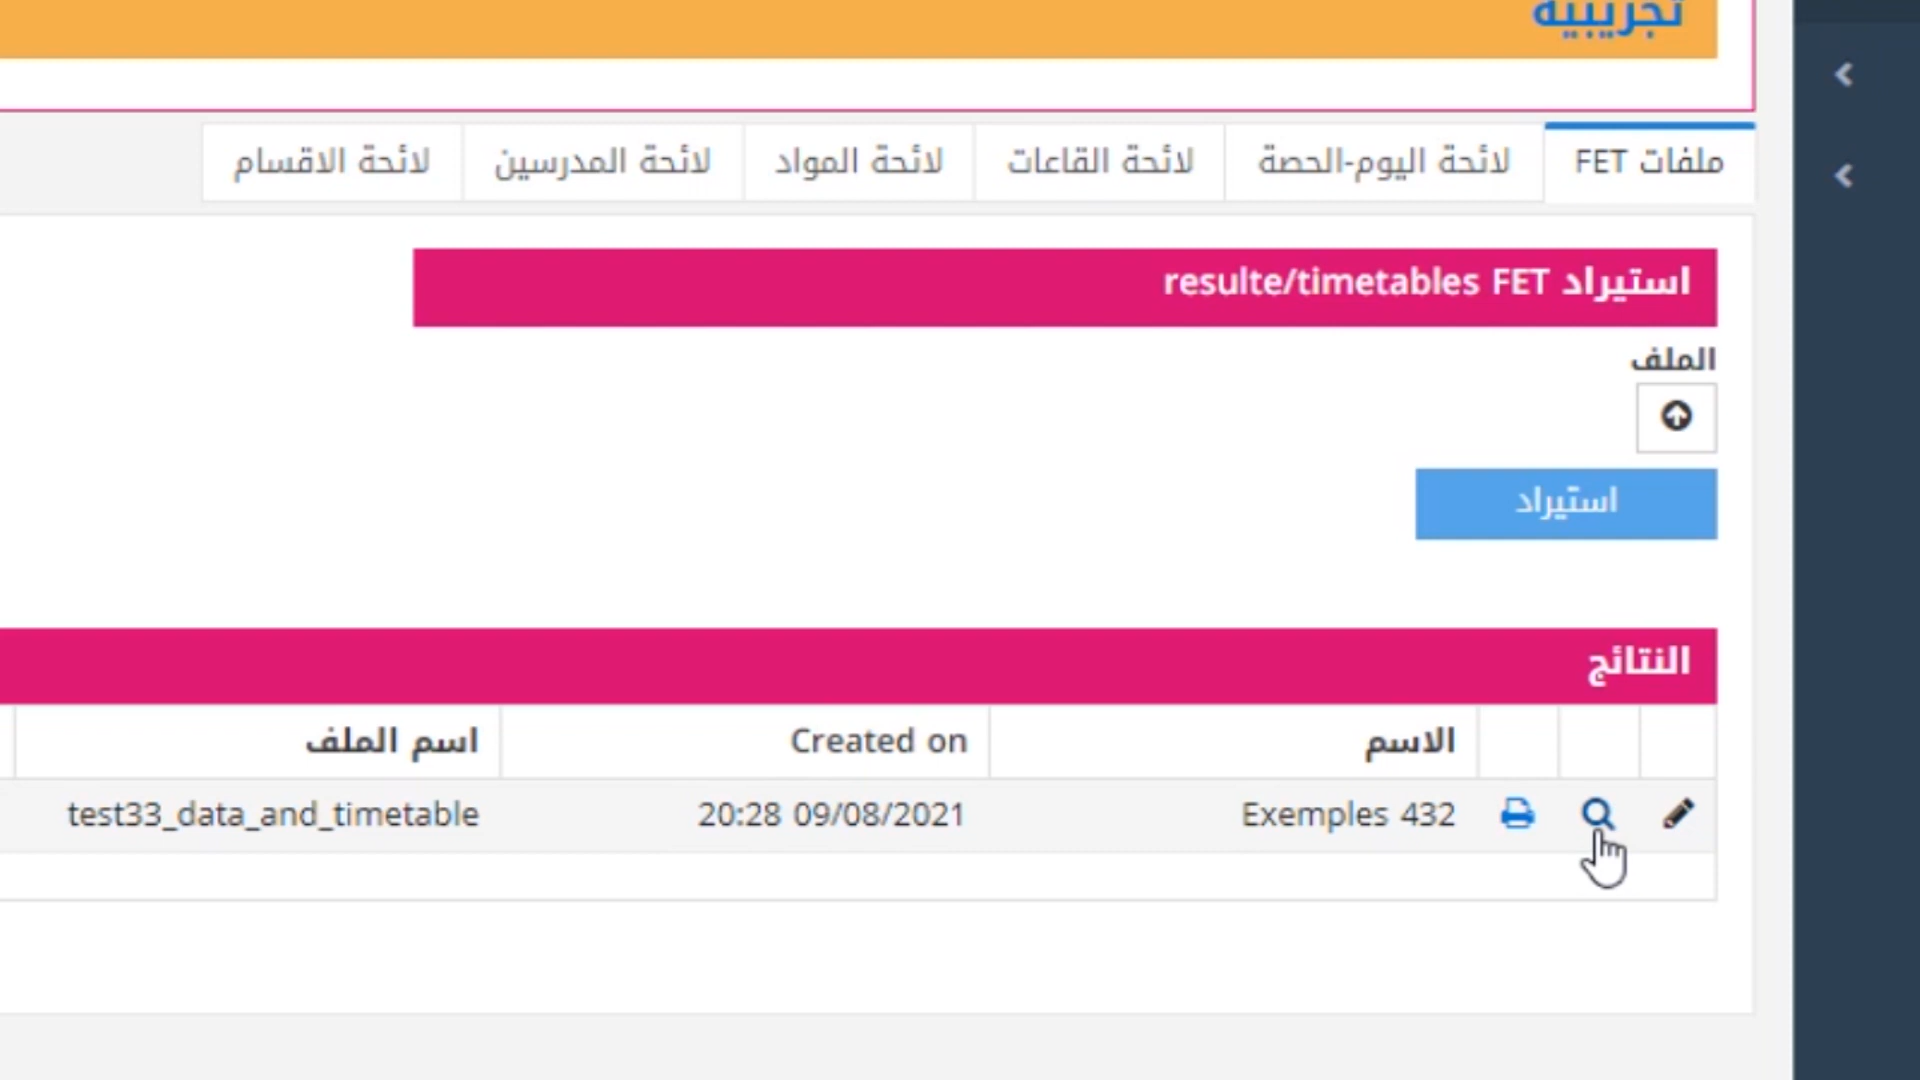 تجريبية
ملفات FET
لائحة اليوم-الحصة
لائحة القاعات
لائحة المواد
لائحة المدرسين
لائحة الاقسام
استيراد resulte/timetables FET
الملف
استيراد
النتائج
الاسم
Created on
اسم الملف
Exemples 432
20:28 09/08/2021
test33_data_and_timetable